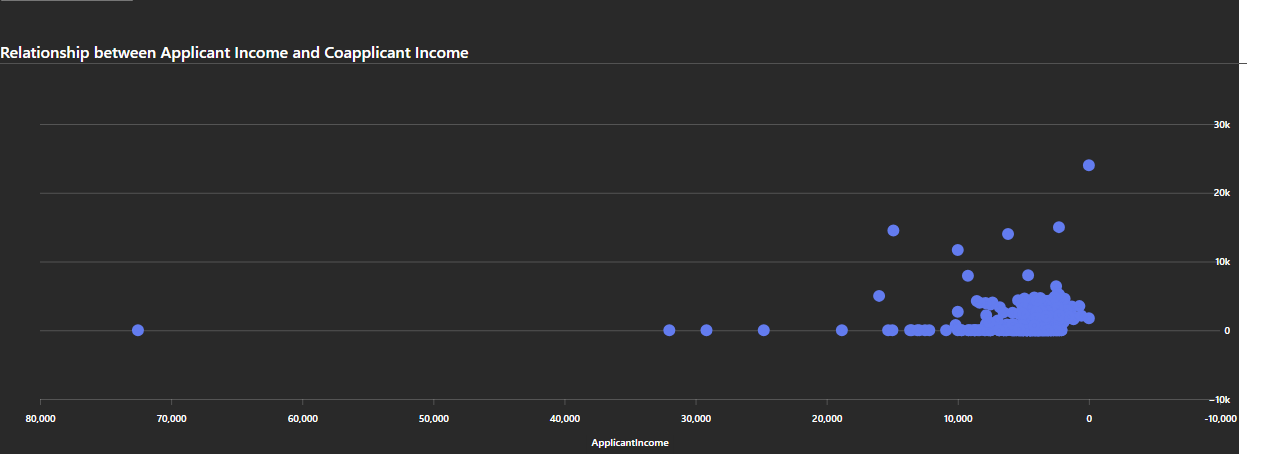 Relationship between Applicant Income and Coapplicant Income
30k
20k
10k
0
−10k
80,000 70,000 60,000 50,000 40,000 30,000 20,000 10,000 0 -10,000
ApplicantIncome